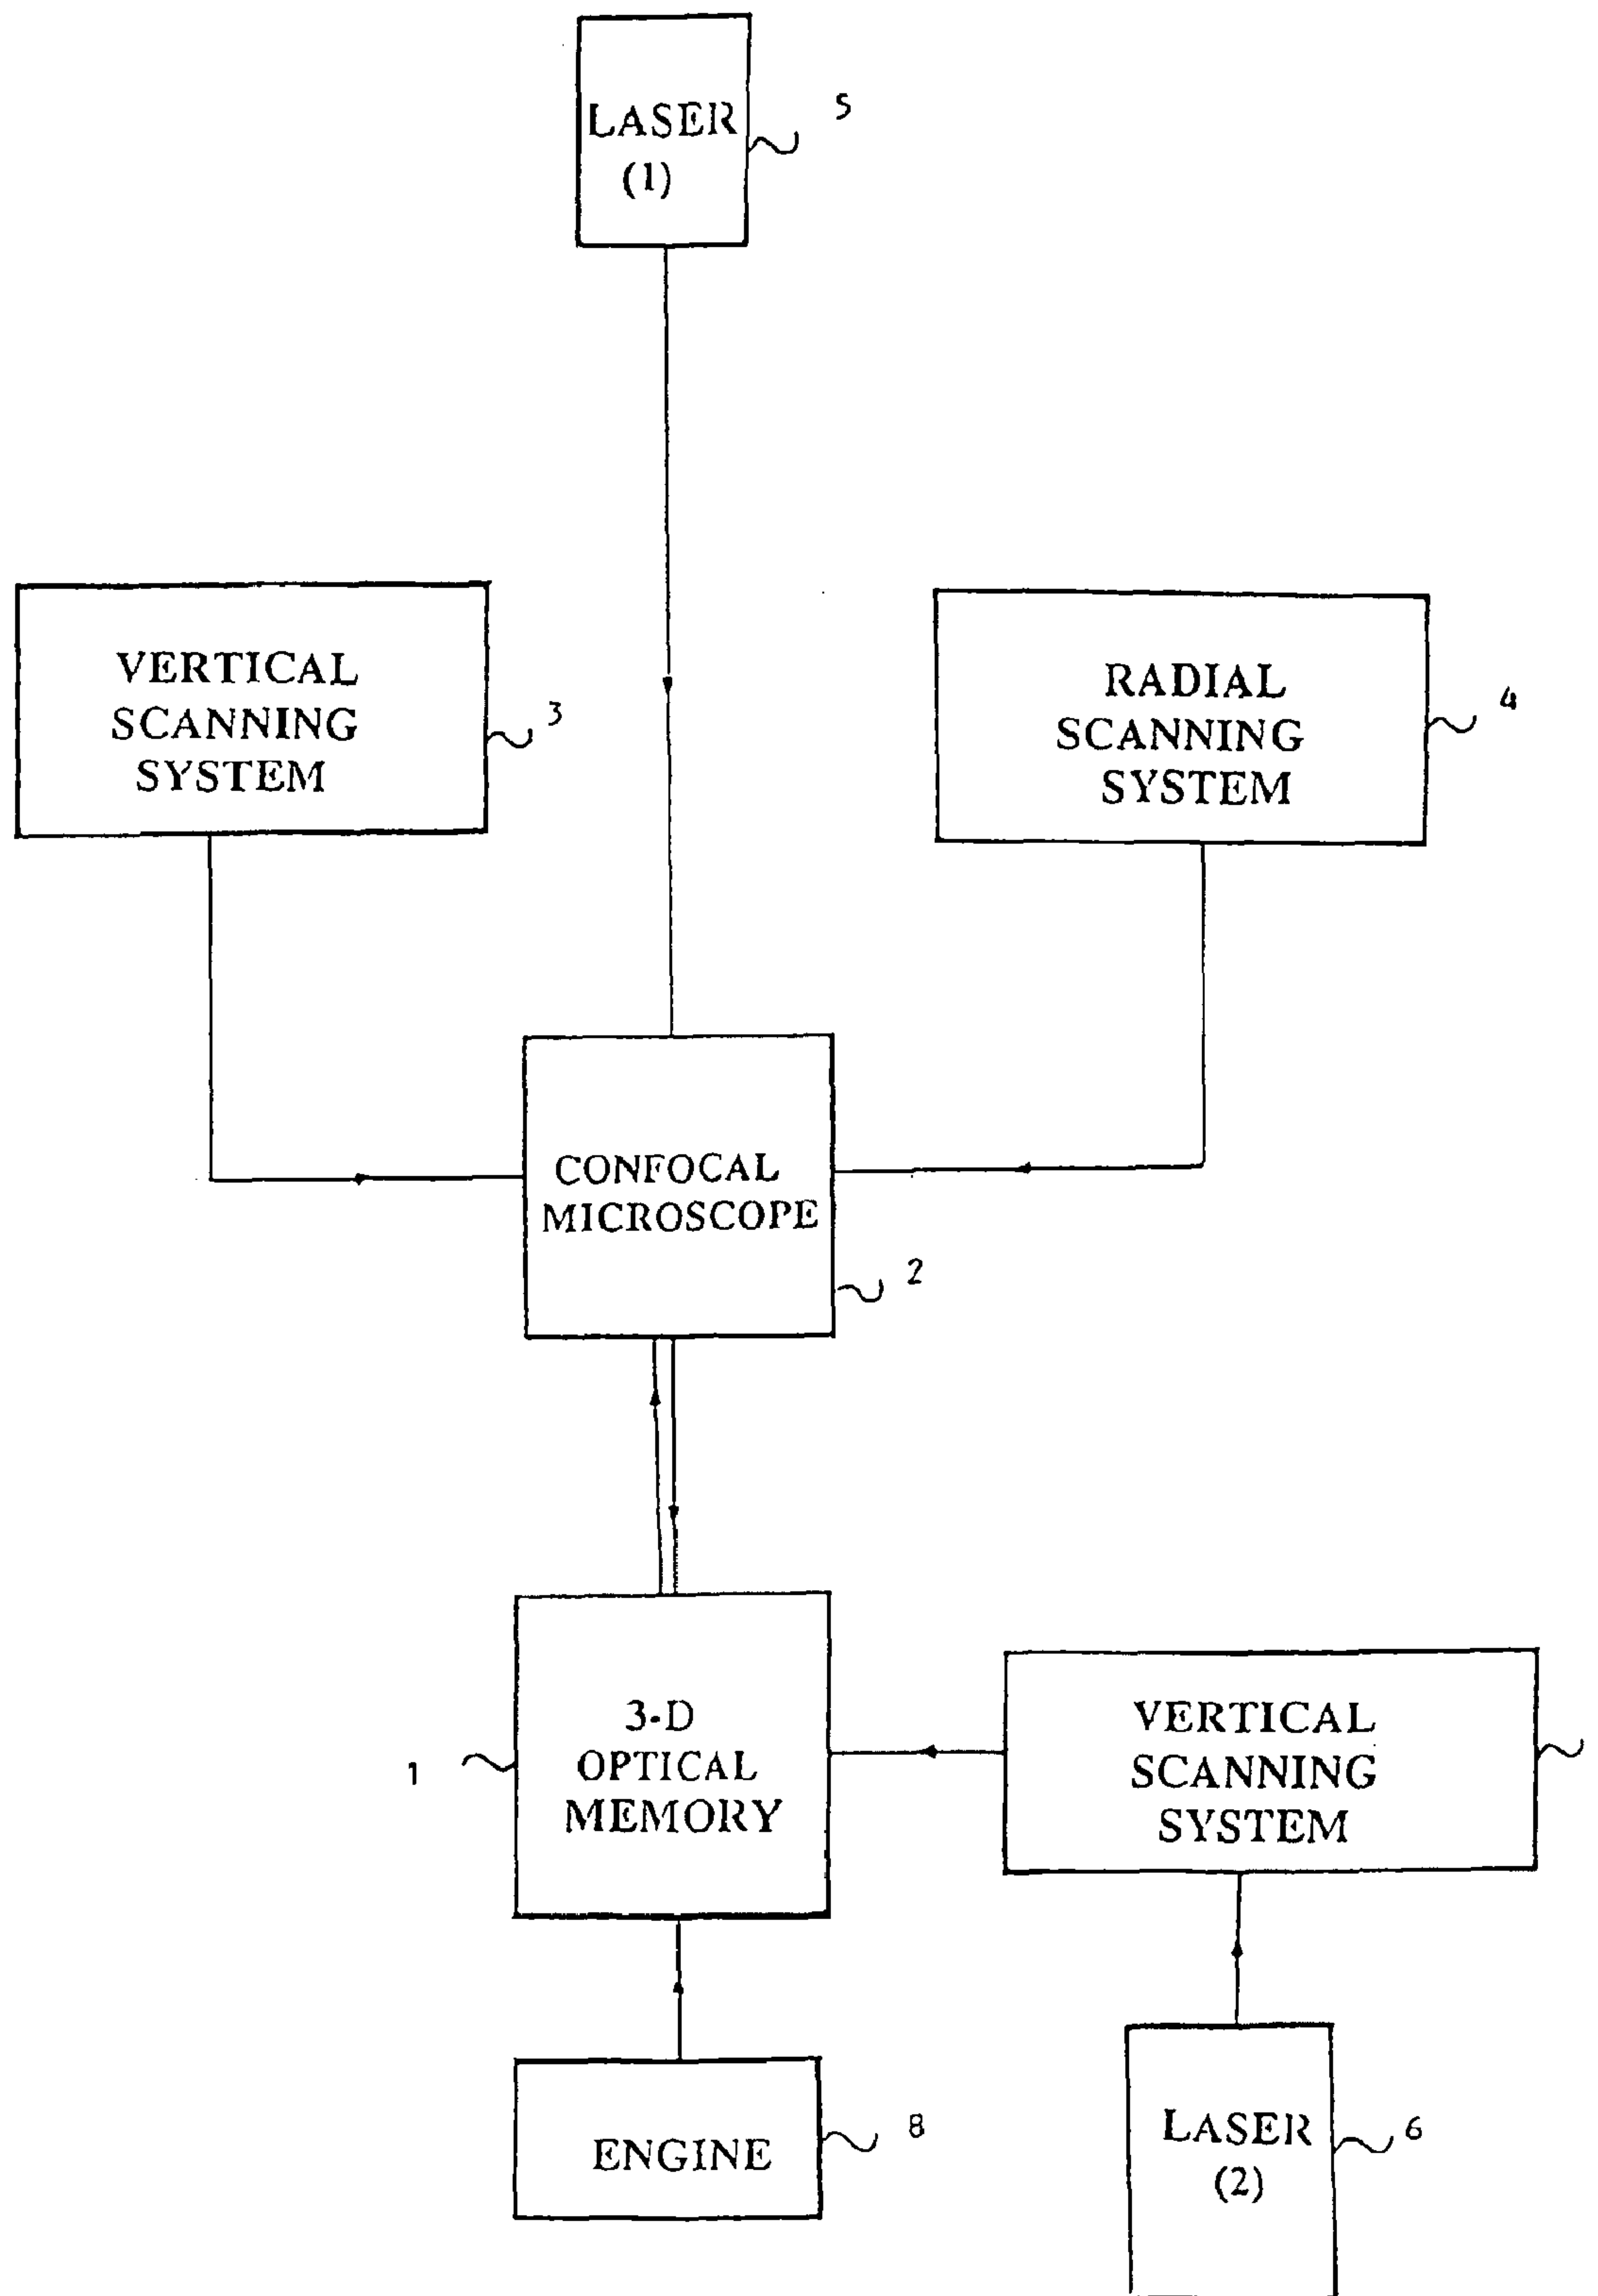 LASER
(1)
5
VERTICAL
SCANNING
SYSTEM
3
RADIAL
SCANNING
SYSTEM
4
CONFOCAL
MICROSCOPE
2
3-D
OPTICAL
MEMORY
1
VERTICAL
SCANNING
SYSTEM
ENGINE
8
LASER
(2)
6